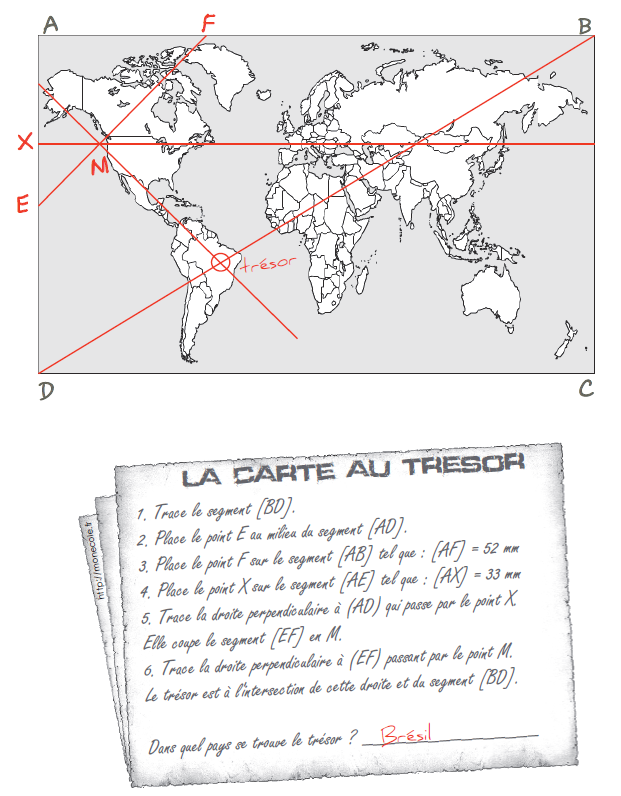 A F B
X
M
E
trésor
D C
LA CARTE AU TRESOR
1. Trace le segment [BD].
2. Place le point E au milieu du segment [AD].
3. Place le point F sur le segment [AB] tel que : [AF] = 52 mm
4. Place le point X sur le segment [AE] tel que : [AX] = 33 mm
5. Trace la droite perpendiculaire à (AD) qui passe par le point X.
Elle coupe le segment [EF] en M.
6. Trace la droite perpendiculaire à (EF) passant par le point M.
Le trésor est à l'intersection de cette droite et du segment [BD].
Dans quel pays se trouve le trésor ? Brésil
http://monecole.fr